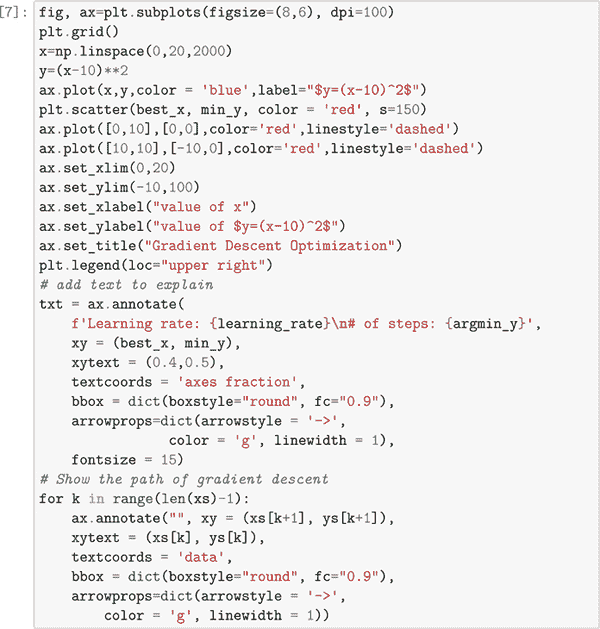 [7]: fig, ax=plt.subplots(figsize=(8,6), dpi=100)
plt.grid()
x=np.linspace(0,20,2000)
y=(x-10)**2
ax.plot(x,y,color = 'blue',label="$y=(x-10)^2$")
plt.scatter(best_x, min_y, color = 'red', s=150)
ax.plot([0,10],[0,0],color='red',linestyle='dashed')
ax.plot([10,10],[-10,0],color='red',linestyle='dashed')
ax.set_xlim(0,20)
ax.set_ylim(-10,100)
ax.set_xlabel("value of x")
ax.set_ylabel("value of $y=(x-10)^2$")
ax.set_title("Gradient Descent Optimization")
plt.legend(loc="upper right")
# add text to explain
txt = ax.annotate(
    f'Learning rate: {learning_rate}\n# of steps: {argmin_y}',
    xy = (best_x, min_y),
    xytext = (0.4,0.5),
    textcoords = 'axes fraction',
    bbox = dict(boxstyle="round", fc="0.9"),
    arrowprops=dict(arrowstyle = '->',
                color = 'g', linewidth = 1),
    fontsize = 15)
# Show the path of gradient descent
for k in range(len(xs)-1):
    ax.annotate("", xy = (xs[k+1], ys[k+1]),
    xytext = (xs[k], ys[k]),
    textcoords = 'data',
    bbox = dict(boxstyle="round", fc="0.9"),
    arrowprops=dict(arrowstyle = '->',
        color = 'g', linewidth = 1))